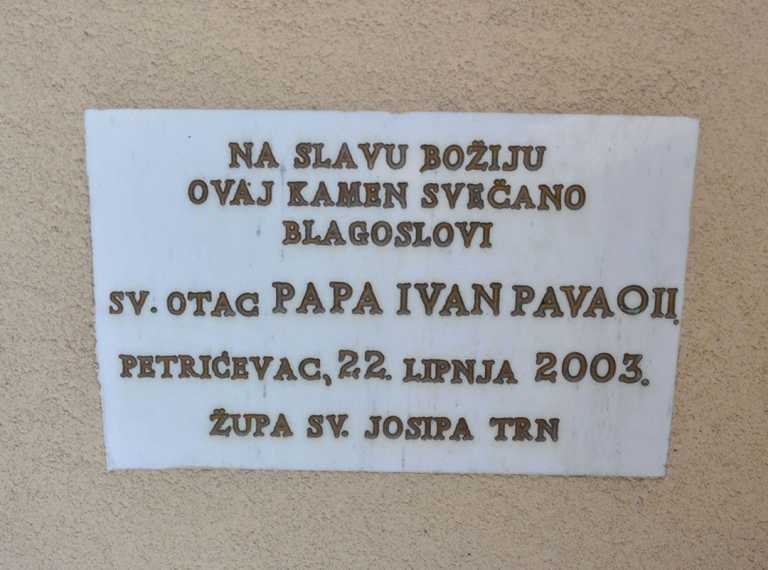 NA SLAVU BOŽIJU
OVAJ KAMEN SVEČANO
BLAGOSLOVI
SV. OTAC PAPA IVAN PAVAO II.
PETRIĆEVAC, 22. LIPNJA 2003.
ŽUPA SV. JOSIPA TRN